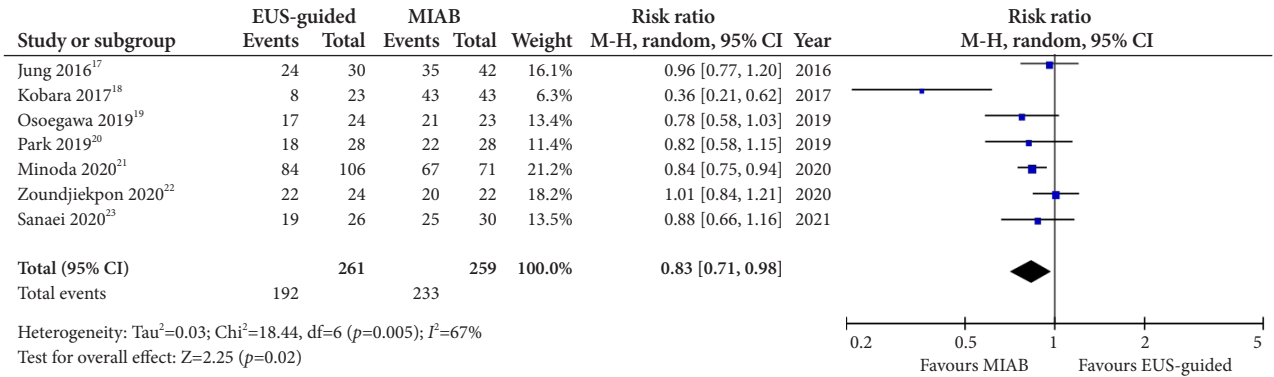 EUS-guided MIAB Risk ratio Risk ratio
Study or subgroup Events Total Events Total Weight M-H, random, 95% CI Year M-H, random, 95% CI
Jung 2016¹⁷ 24 30 35 42 16.1% 0.96 [0.77, 1.20] 2016
Kobara 2017¹⁸ 8 23 43 43 6.3% 0.36 [0.21, 0.62] 2017
Osoegawa 2019¹⁹ 17 24 21 23 13.4% 0.78 [0.58, 1.03] 2019
Park 2019²⁰ 18 28 22 28 11.4% 0.82 [0.58, 1.15] 2019
Minoda 2020²¹ 84 106 67 71 21.2% 0.84 [0.75, 0.94] 2020
Zoundjiekpon 2020²² 22 24 20 22 18.2% 1.01 [0.84, 1.21] 2020
Sanaei 2020²³ 19 26 25 30 13.5% 0.88 [0.66, 1.16] 2021
Total (95% CI) 261 259 100.0% 0.83 [0.71, 0.98]
Total events 192 233
Heterogeneity: Tau²=0.03; Chi²=18.44, df=6 (p=0.005); I²=67%
Test for overall effect: Z=2.25 (p=0.02)
0.2 0.5 1 2 5
Favours MIAB Favours EUS-guided